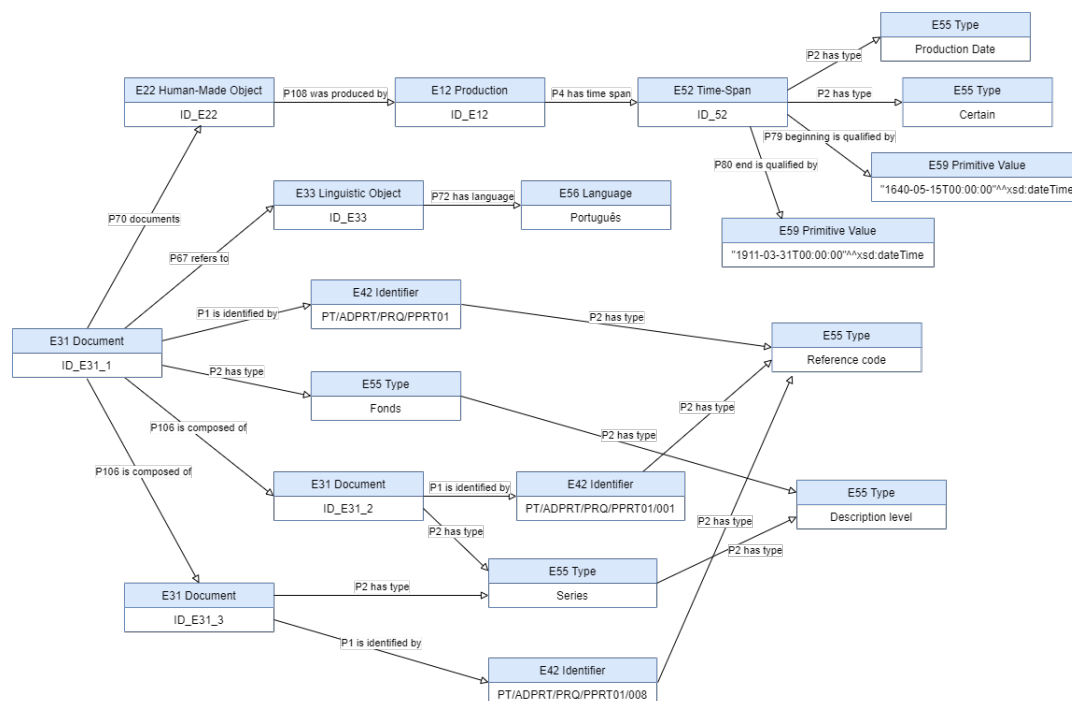 E55 Type
Production Date
P2 has type
E22 Human-Made Object
ID_E22
P108 was produced by
E12 Production
ID_E12
P4 has time span
E52 Time-Span
ID_52
P2 has type
E55 Type
Certain
P79 beginning is qualified by
P80 end is qualified by
E59 Primitive Value
"1640-05-15T00:00:00"^^xsd:dateTime
E33 Linguistic Object
ID_E33
P72 has language
E56 Language
Português
P70 documents
E59 Primitive Value
"1911-03-31T00:00:00"^^xsd:dateTime
P67 refers to
E42 Identifier
PT/ADPRT/PRQ/PPRT01
P1 is identified by
P2 has type
E31 Document
ID_E31_1
E55 Type
Reference code
P2 has type
E55 Type
Fonds
P2 has type
P106 is composed of
P2 has type
P106 is composed of
E31 Document
ID_E31_2
P1 is identified by
E42 Identifier
PT/ADPRT/PRQ/PPRT01/001
E55 Type
Description level
P2 has type
P2 has type
P2 has type
E55 Type
Series
E31 Document
ID_E31_3
P2 has type
P1 is identified by
E42 Identifier
PT/ADPRT/PRQ/PPRT01/008